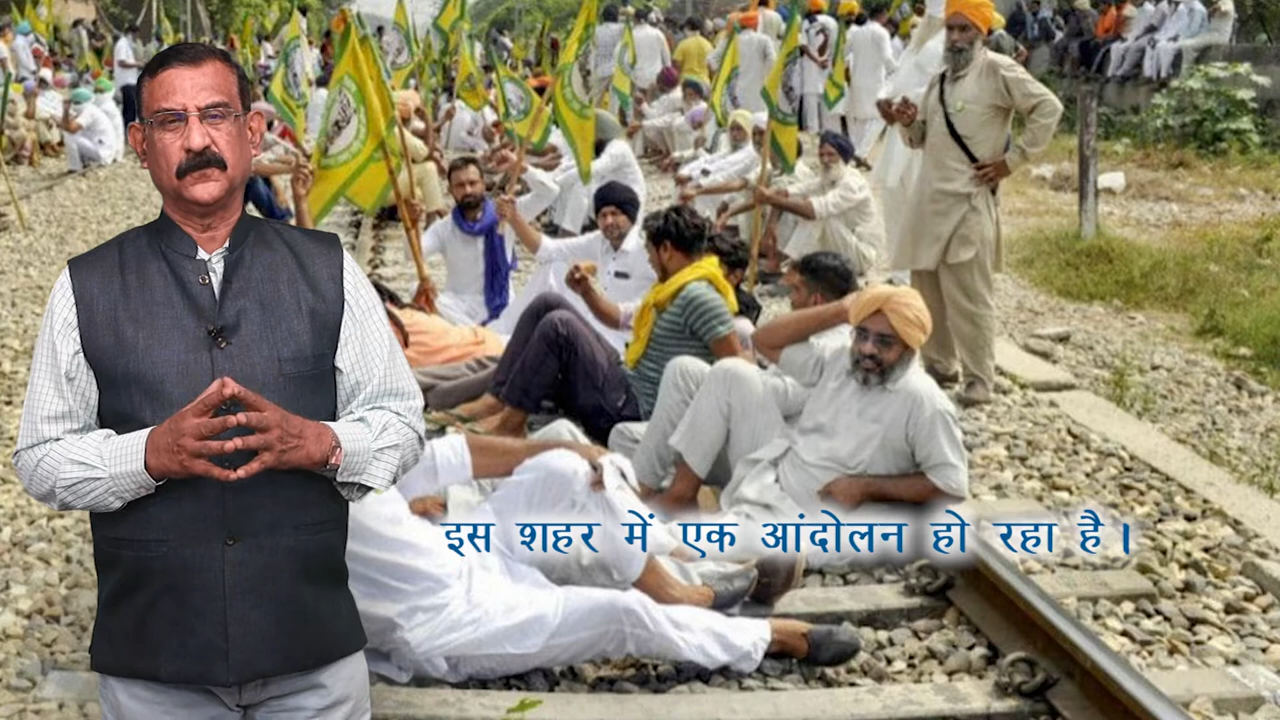 इस शहर में एक आंदोलन हो रहा है।